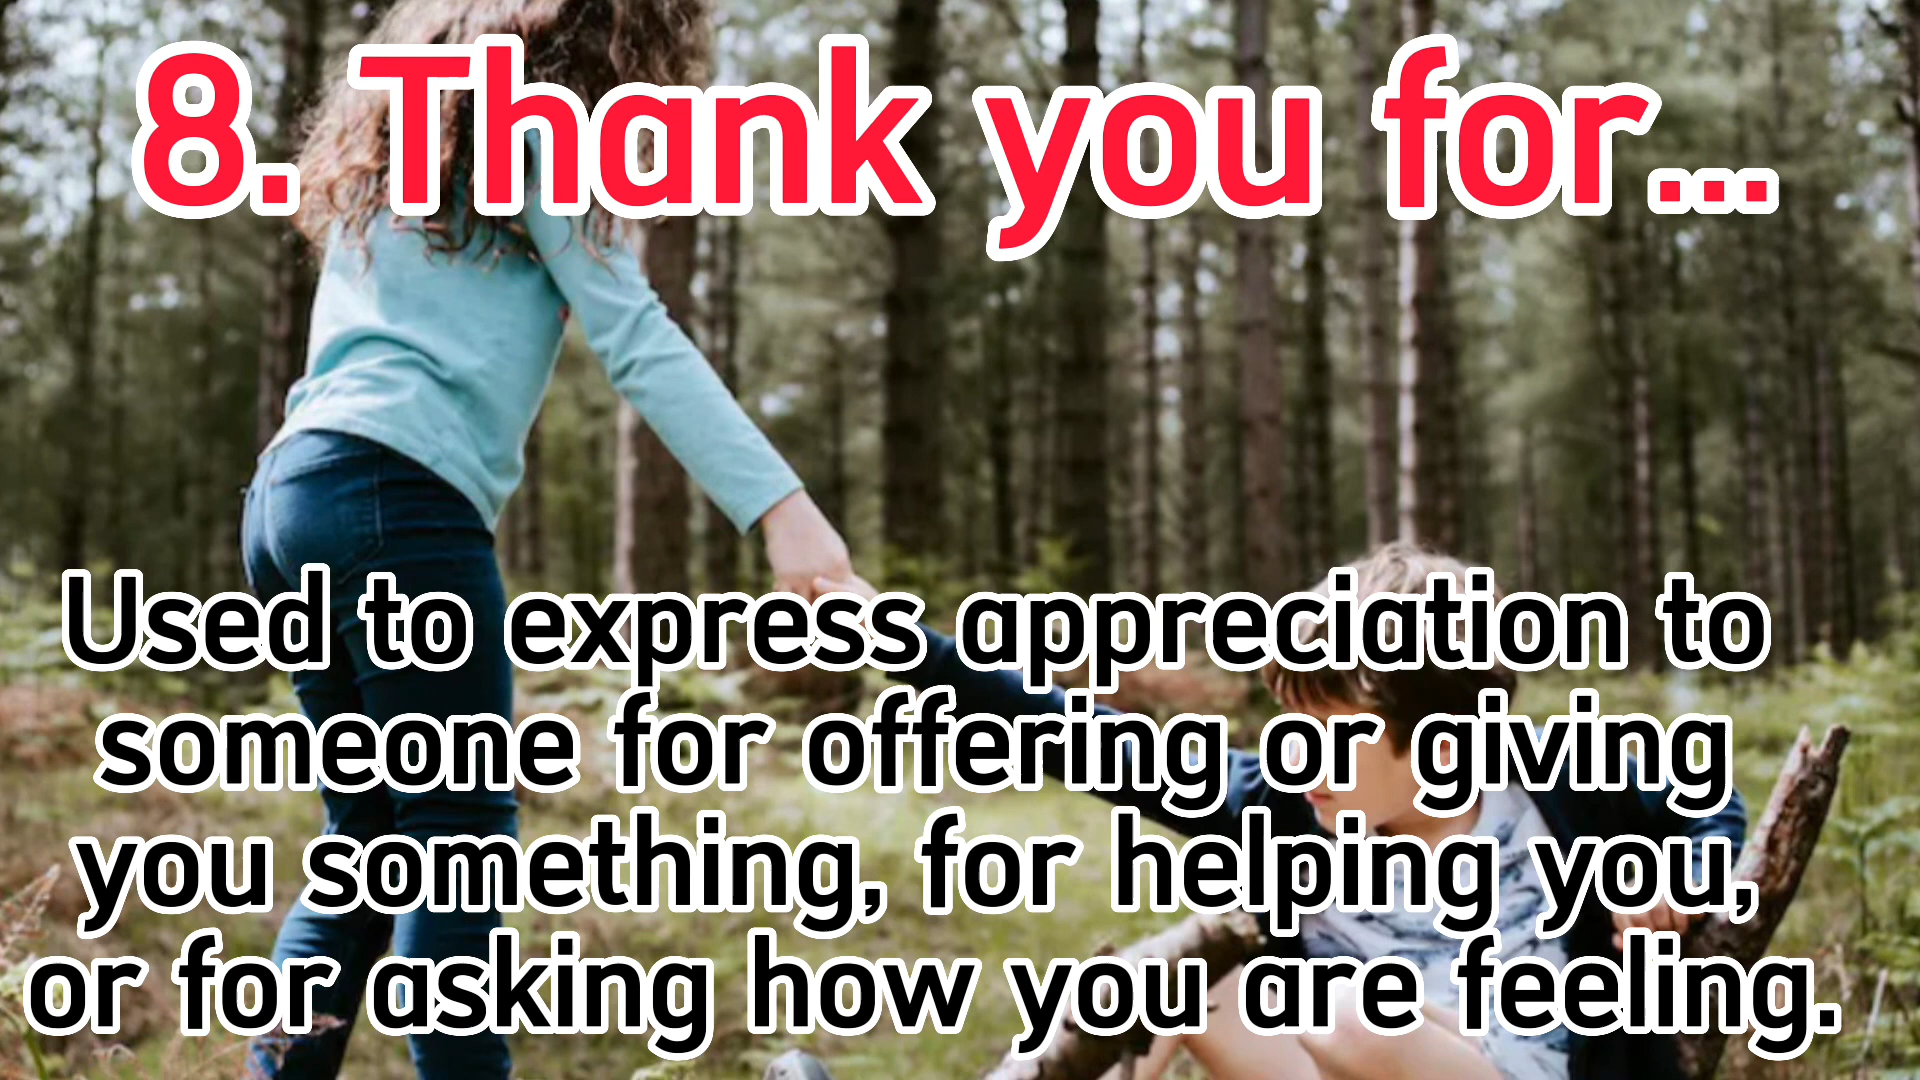 8. Thank you for...
Used to express appreciation to
someone for offering or giving
you something, for helping you,
or for asking how you are feeling.